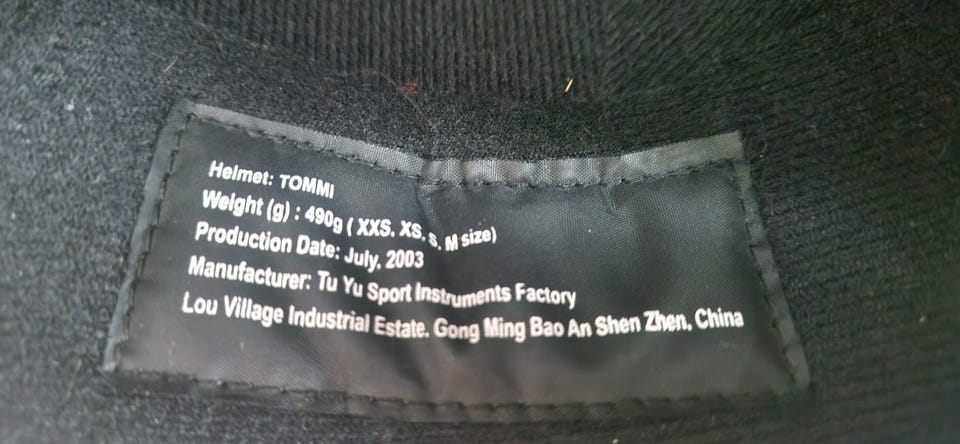 Helmet: TOMMI
Weight (g) : 490g ( XXS, XS, S, M size)
Production Date: July, 2003
Manufacturer: Tu Yu Sport Instruments Factory
Lou Village Industrial Estate. Gong Ming Bao An Shen Zhen, China